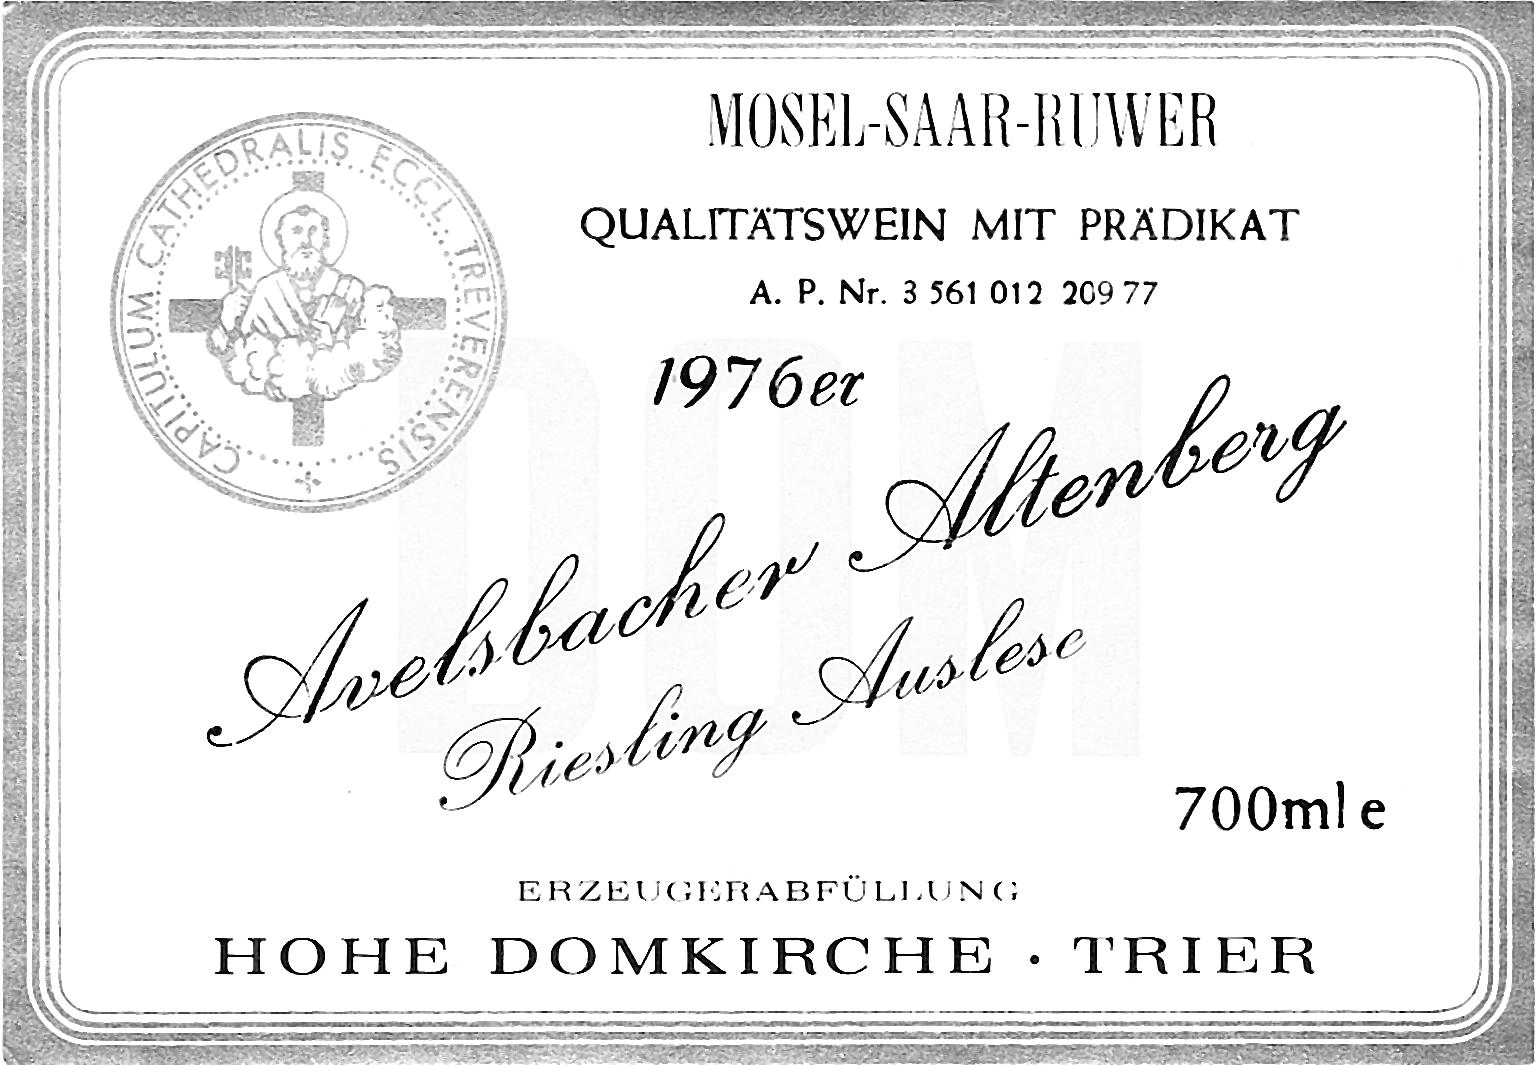 MOSEL-SAAR-RUWER
QUALITÄTSWEIN MIT PRÄDIKAT
A. P. Nr. 3 561 012 209 77
CAPITULUM CATHEDRALIS ECCL. TREVERENSIS
DOM
1976er
Avelsbacher Altenberg
Riesling Auslese
700ml e
ERZEUGERABFÜLLUNG
HOHE DOMKIRCHE · TRIER